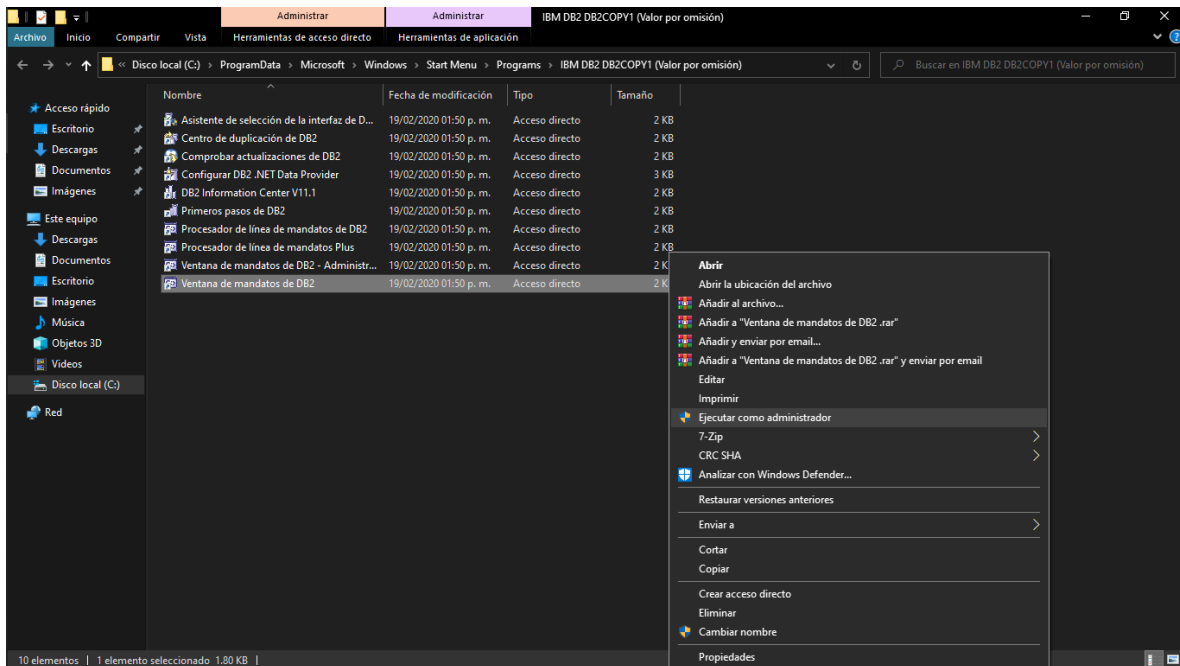 Administrar Administrar IBM DB2 DB2COPY1 (Valor por omisión)
Archivo Inicio Compartir Vista Herramientas de acceso directo Herramientas de aplicación
« Disco local (C:) › ProgramData › Microsoft › Windows › Start Menu › Programs › IBM DB2 DB2COPY1 (Valor por omisión) Buscar en IBM DB2 DB2COPY1 (Valor por omisión)
Nombre Fecha de modificación Tipo Tamaño
Acceso rápido
Escritorio
Descargas
Documentos
Imágenes
Este equipo
Descargas
Documentos
Escritorio
Imágenes
Música
Objetos 3D
Videos
Disco local (C:)
Red
Asistente de selección de la interfaz de D... 19/02/2020 01:50 p. m. Acceso directo 2 KB
Centro de duplicación de DB2 19/02/2020 01:50 p. m. Acceso directo 2 KB
Comprobar actualizaciones de DB2 19/02/2020 01:50 p. m. Acceso directo 2 KB
Configurar DB2 .NET Data Provider 19/02/2020 01:50 p. m. Acceso directo 3 KB
DB2 Information Center V11.1 19/02/2020 01:50 p. m. Acceso directo 2 KB
Primeros pasos de DB2 19/02/2020 01:50 p. m. Acceso directo 2 KB
Procesador de línea de mandatos de DB2 19/02/2020 01:50 p. m. Acceso directo 2 KB
Procesador de línea de mandatos Plus 19/02/2020 01:50 p. m. Acceso directo 2 KB
Ventana de mandatos de DB2 - Administr... 19/02/2020 01:50 p. m. Acceso directo 2 K
Ventana de mandatos de DB2 19/02/2020 01:50 p. m. Acceso directo 2 K
Abrir
Abrir la ubicación del archivo
Añadir al archivo...
Añadir a "Ventana de mandatos de DB2 .rar"
Añadir y enviar por email...
Añadir a "Ventana de mandatos de DB2 .rar" y enviar por email
Editar
Imprimir
Ejecutar como administrador
7-Zip
CRC SHA
Analizar con Windows Defender...
Restaurar versiones anteriores
Enviar a
Cortar
Copiar
Crear acceso directo
Eliminar
Cambiar nombre
Propiedades
10 elementos | 1 elemento seleccionado 1.80 KB |